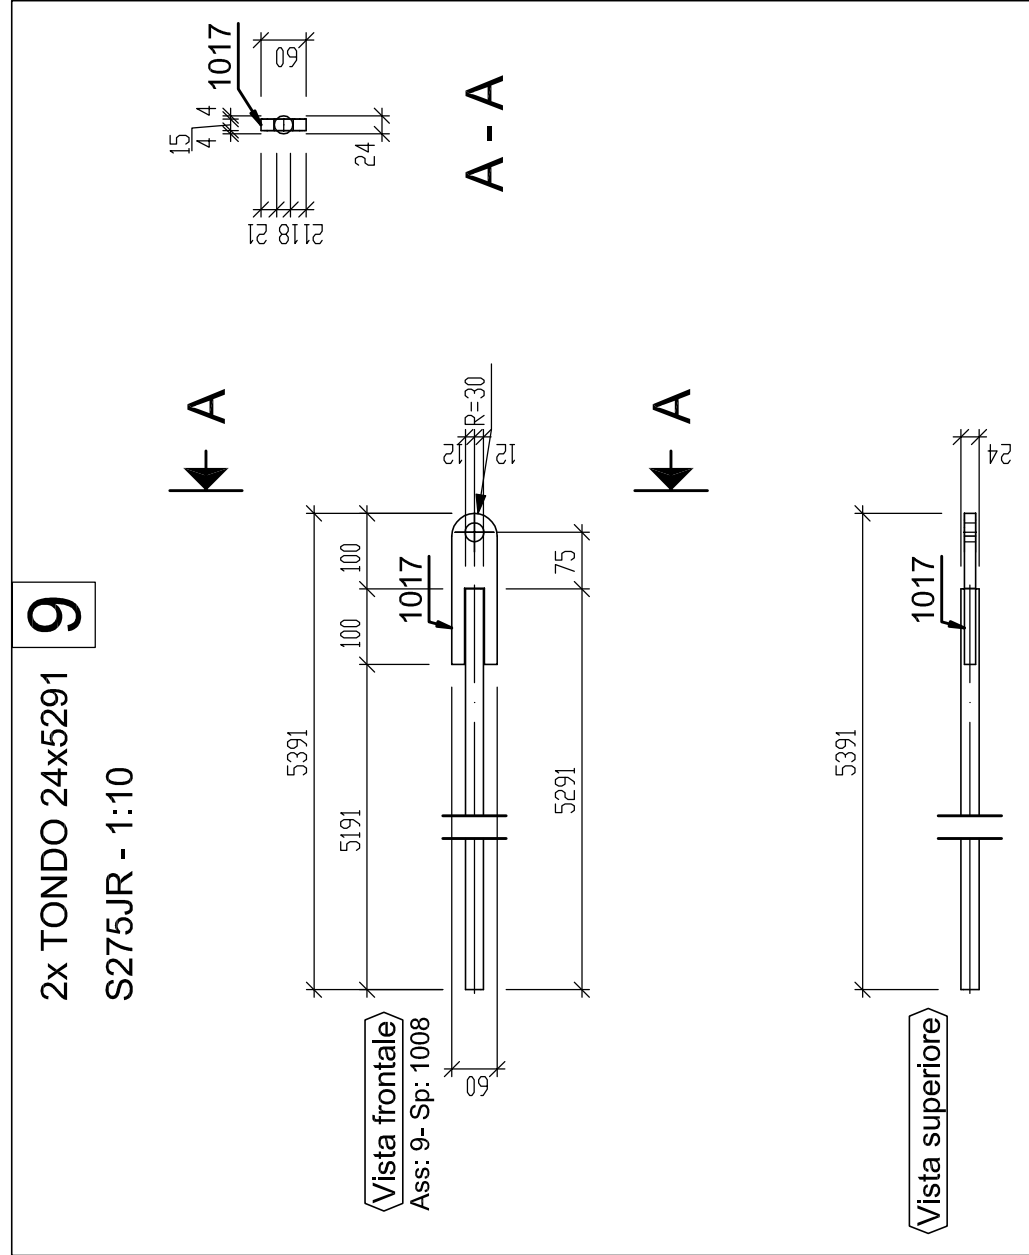 9
2x TONDO 24x5291
S275JR - 1:10
1017
60
15
4
4
24
21 18 21
A - A
A
5391
5191
100
100
1017
12
12
R=30
75
5291
60
Vista frontale
Ass: 9- Sp: 1008
A
5391
1017
24
Vista superiore